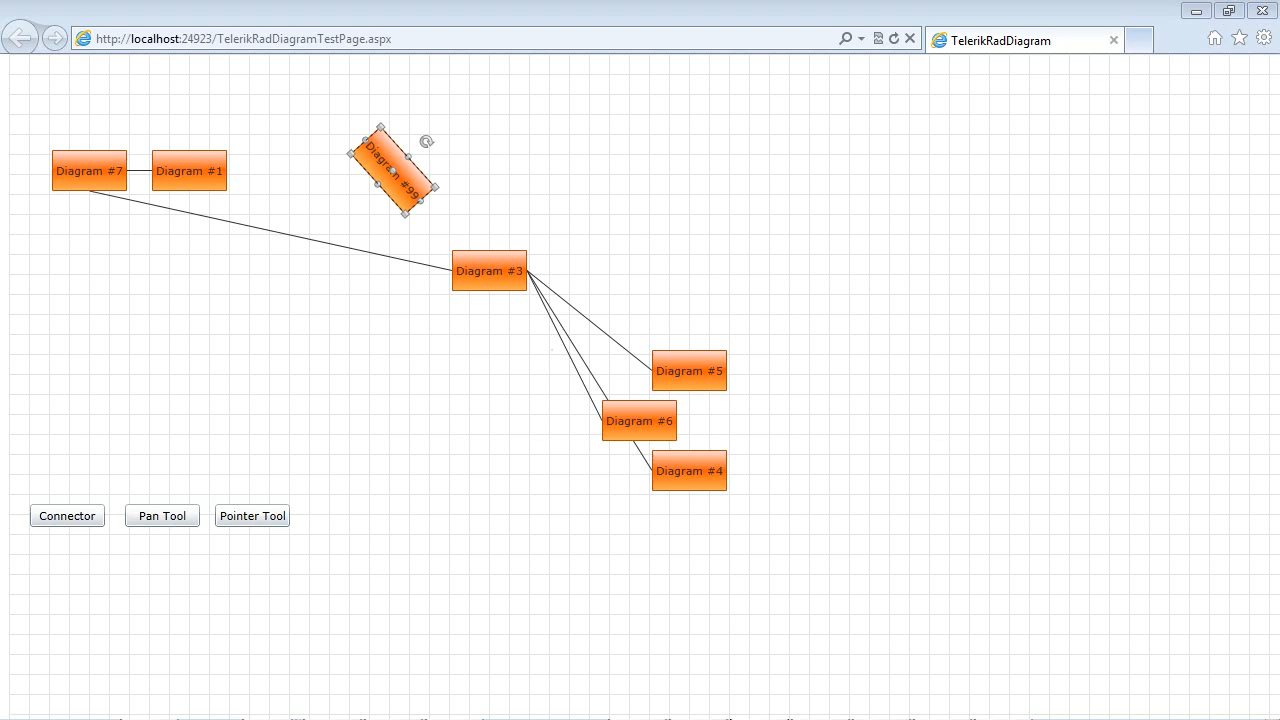 http://localhost:24923/TelerikRadDiagramTestPage.aspx
TelerikRadDiagram
Diagram #7
Diagram #1
Diagram #99
Diagram #3
Diagram #5
Diagram #6
Diagram #4
Connector
Pan Tool
Pointer Tool